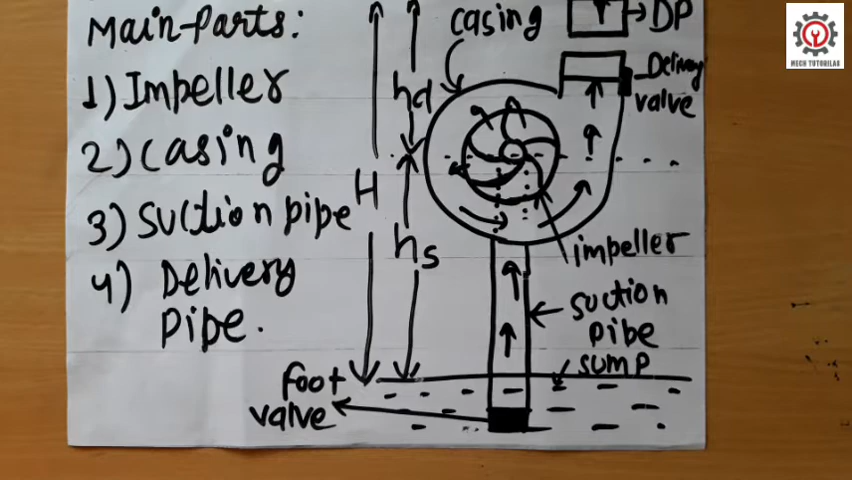 Main-Parts:
1) Impeller
2) Casing
3) Suction pipe
4) Delivery
Pipe.
casing
DP
Delivery
valve
hd
H
hs
impeller
suction
pipe
sump
foot
valve
MECH TUTORILAB